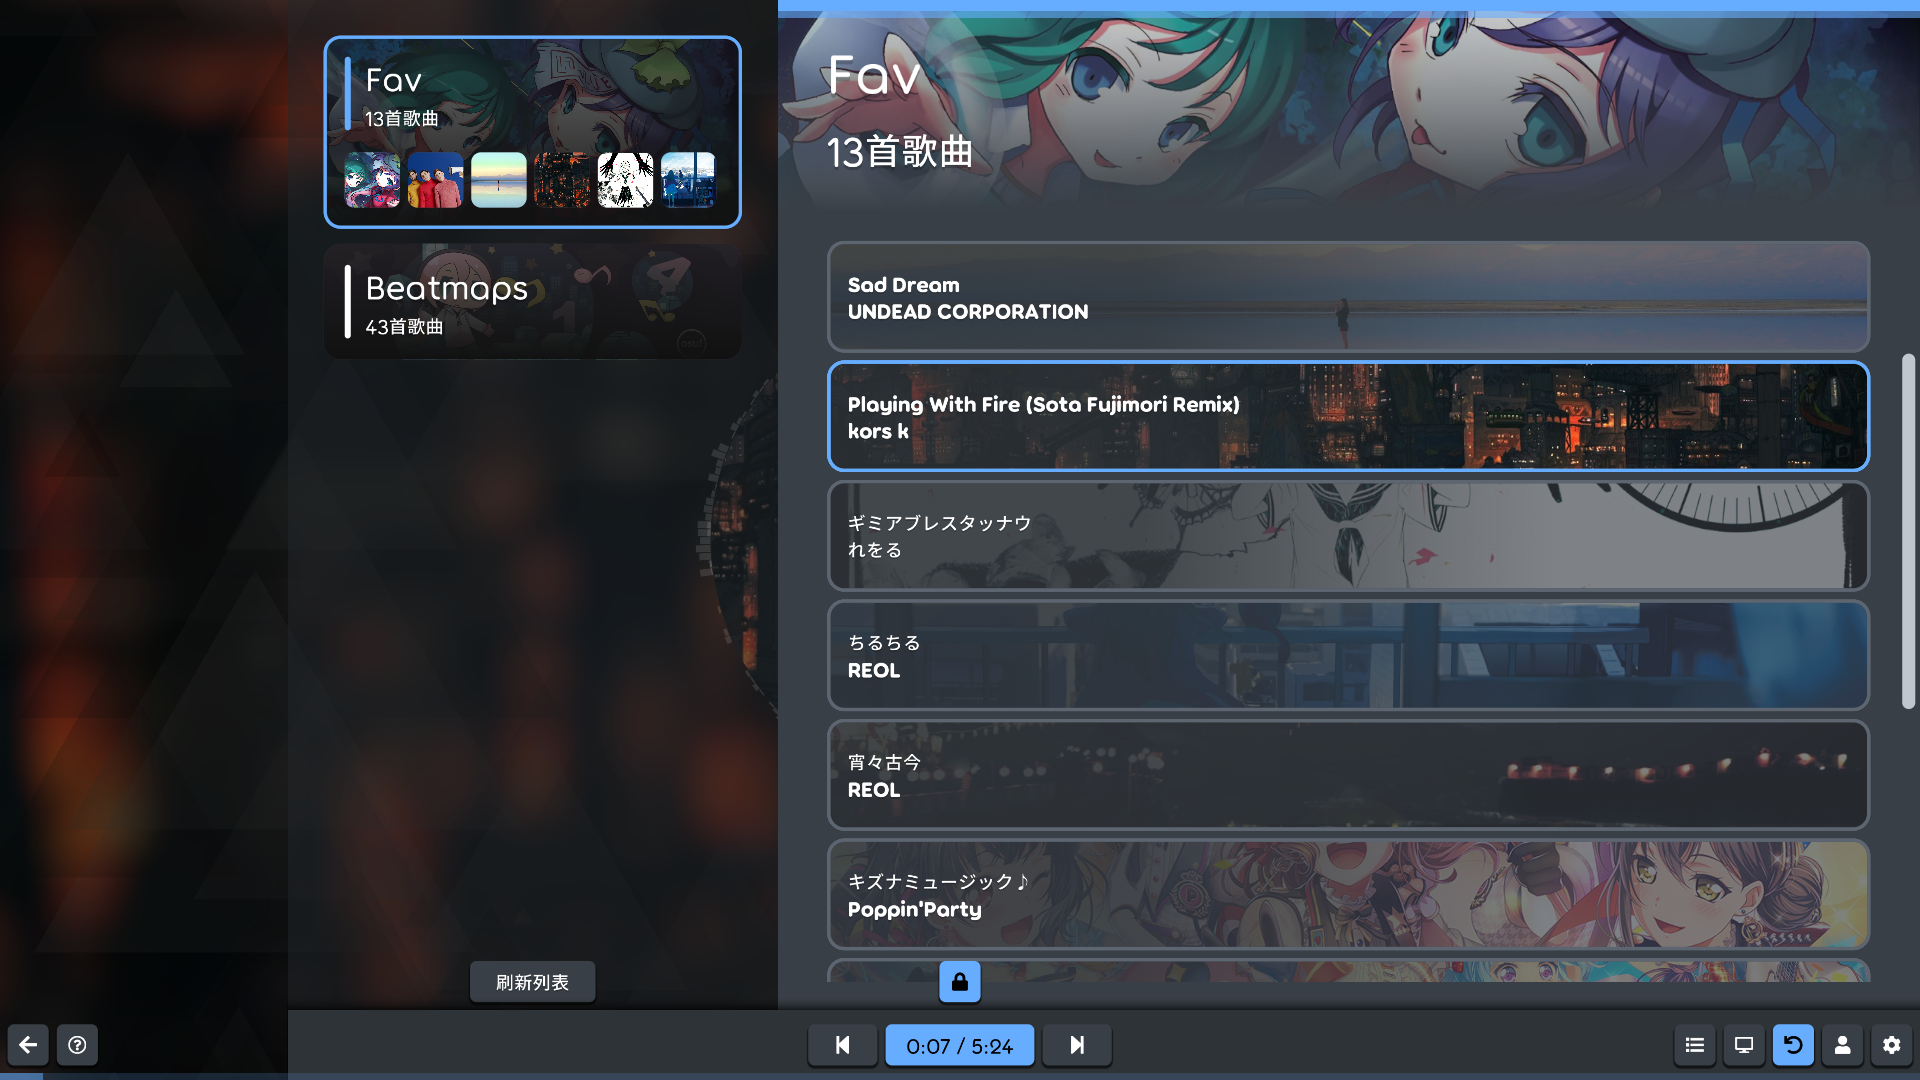 Fav
13首歌曲
Beatmaps
43首歌曲
刷新列表
Fav
13首歌曲
Sad Dream
UNDEAD CORPORATION
Playing With Fire (Sota Fujimori Remix)
kors k
ギミアブレスタッナウ
れをる
ちるちる
REOL
宵々古今
REOL
キズナミュージック♪
Poppin'Party
0:07 / 5:24